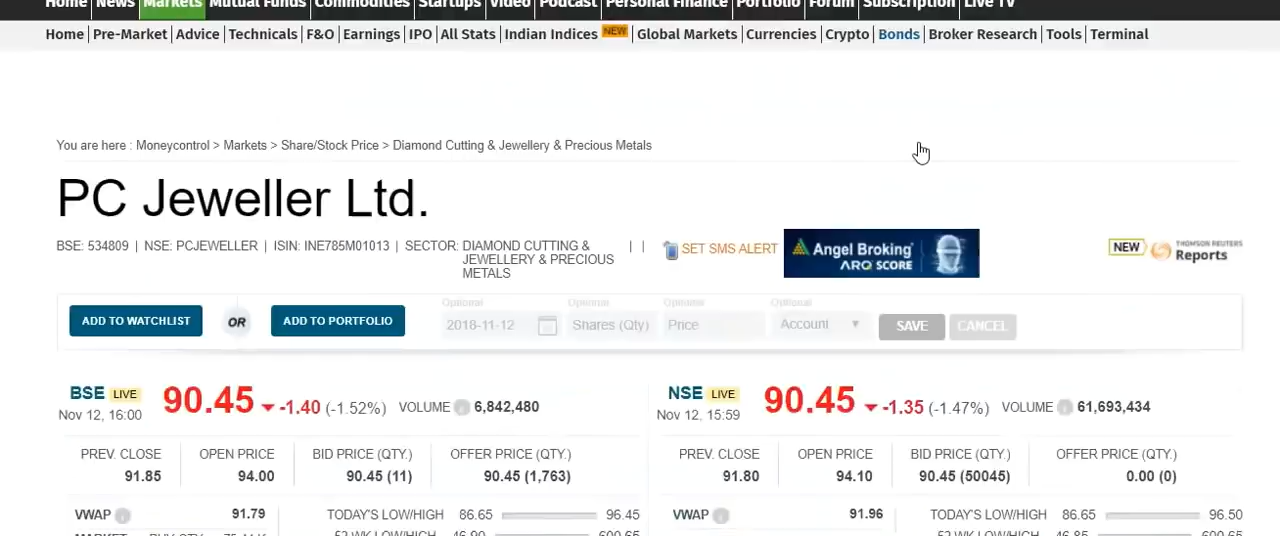 Home News Markets Mutual Funds Commodities Startups Video Podcast Personal Finance Portfolio Forum Subscription Live TV
Home Pre-Market Advice Technicals F&O Earnings IPO All Stats Indian Indices NEW Global Markets Currencies Crypto Bonds Broker Research Tools Terminal
You are here : Moneycontrol > Markets > Share/Stock Price > Diamond Cutting & Jewellery & Precious Metals
PC Jeweller Ltd.
BSE: 534809 | NSE: PCJEWELLER | ISIN: INE785M01013 | SECTOR: DIAMOND CUTTING & JEWELLERY & PRECIOUS METALS | |
SET SMS ALERT
Angel Broking
ARQ SCORE
NEW THOMSON REUTERS
Reports
Optional Optional Optional Optional
ADD TO WATCHLIST OR ADD TO PORTFOLIO 2018-11-12 Shares (Qty) Price Account SAVE CANCEL
BSE LIVE 90.45 -1.40 (-1.52%) VOLUME 6,842,480
Nov 12, 16:00
PREV. CLOSE OPEN PRICE BID PRICE (QTY.) OFFER PRICE (QTY.)
91.85 94.00 90.45 (11) 90.45 (1,763)
VWAP 91.79 TODAY'S LOW/HIGH 86.65 96.45
NSE LIVE 90.45 -1.35 (-1.47%) VOLUME 61,693,434
Nov 12, 15:59
PREV. CLOSE OPEN PRICE BID PRICE (QTY.) OFFER PRICE (QTY.)
91.80 94.10 90.45 (50045) 0.00 (0)
VWAP 91.96 TODAY'S LOW/HIGH 86.65 96.50